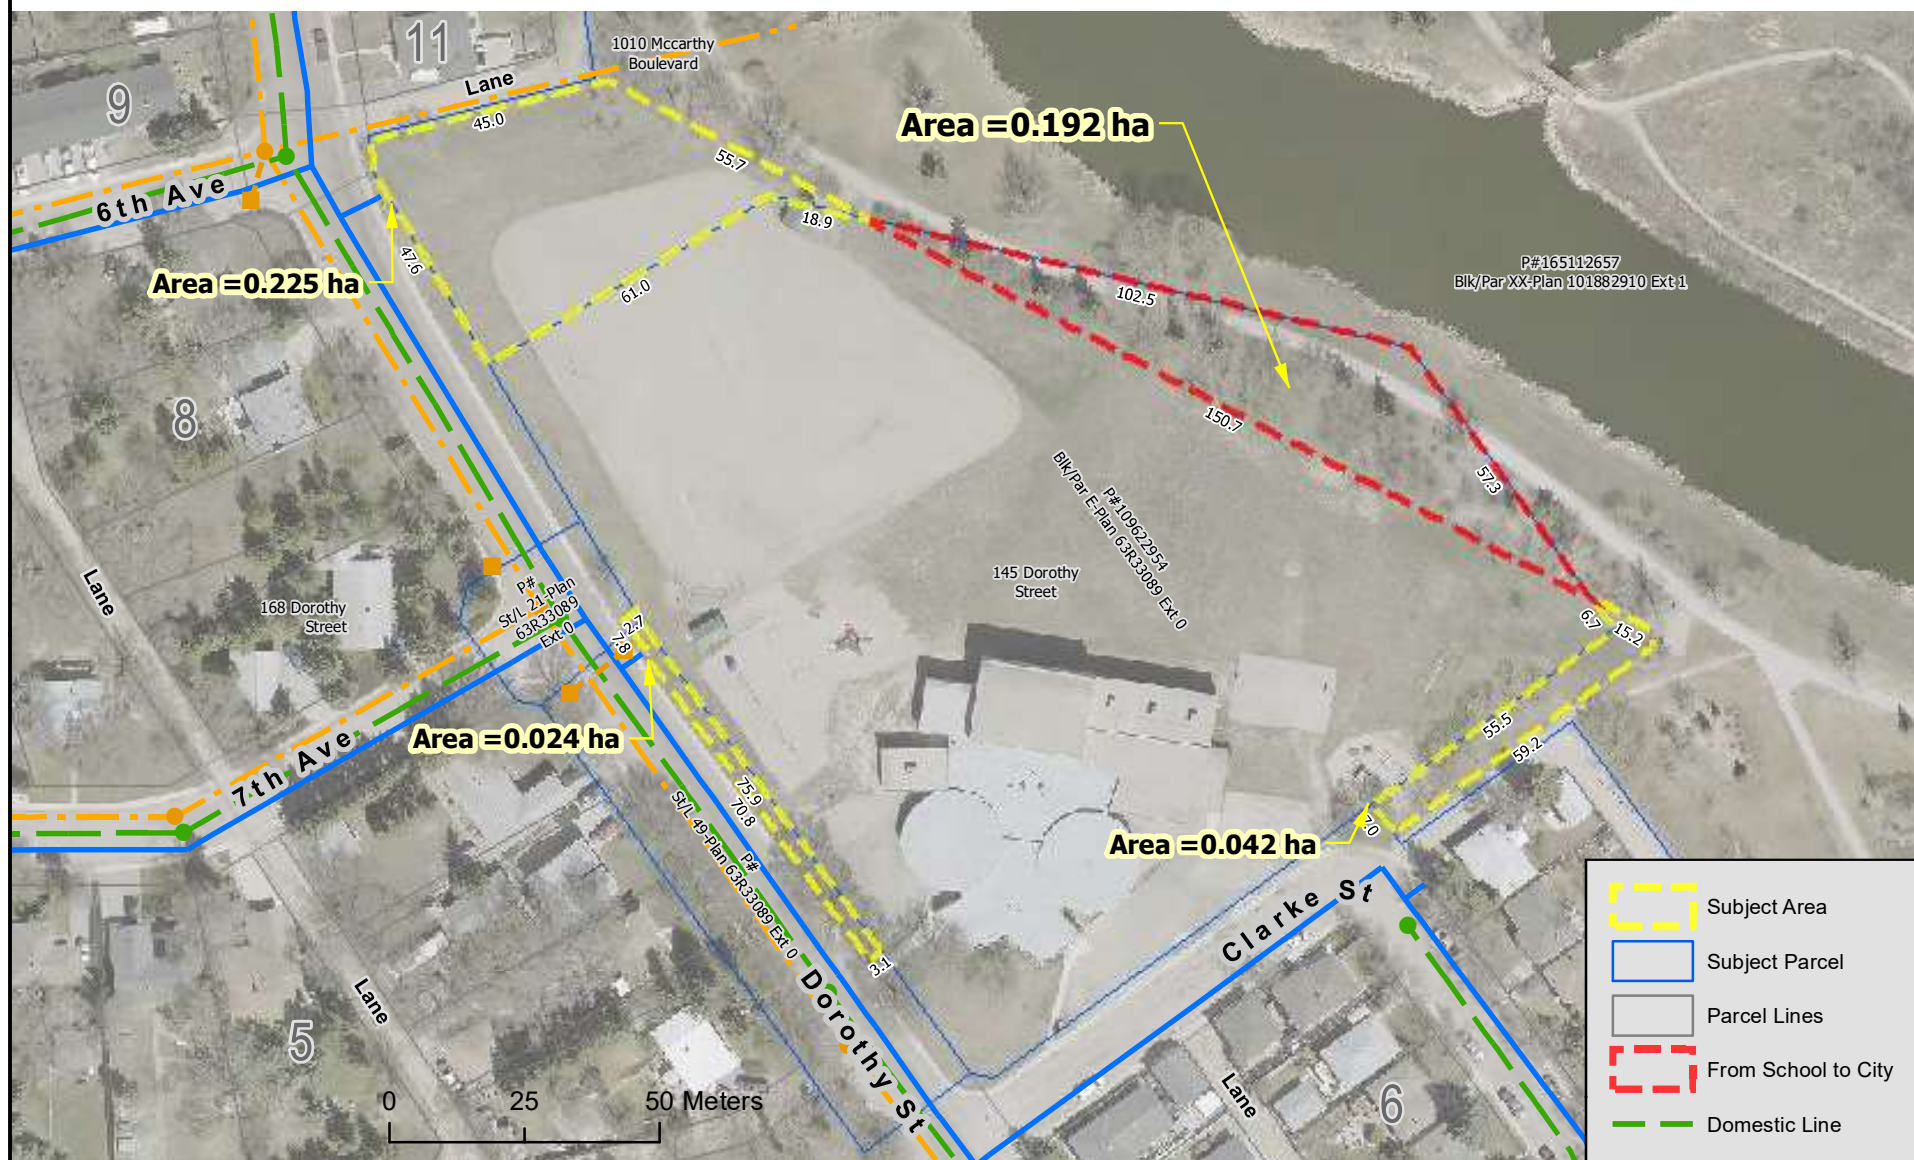 11
1010 Mccarthy
Boulevard
9
Lane
45.0
Area =0.192 ha
55.7
6th Ave
18.9
47.6
Area =0.225 ha
61.0
102.5
P#165112657
Blk/Par XX-Plan 101882910 Ext 1
8
150.7
57.3
P#109622954
Blk/Par E-Plan 63R33089 Ext 0
145 Dorothy
Street
Lane
168 Dorothy
Street
P#
St/L 21-Plan
63R33089
Ext 0
2.7
7.8
6.7
15.2
7th Ave
Area =0.024 ha
55.5
59.2
75.9
70.8
7.0
Area =0.042 ha
P#
St/L 49-Plan 63R33089 Ext 0
Clarke St
3.1
Dorothy St
Lane
5
Lane
6
0 25 50 Meters
Subject Area
Subject Parcel
Parcel Lines
From School to City
Domestic Line